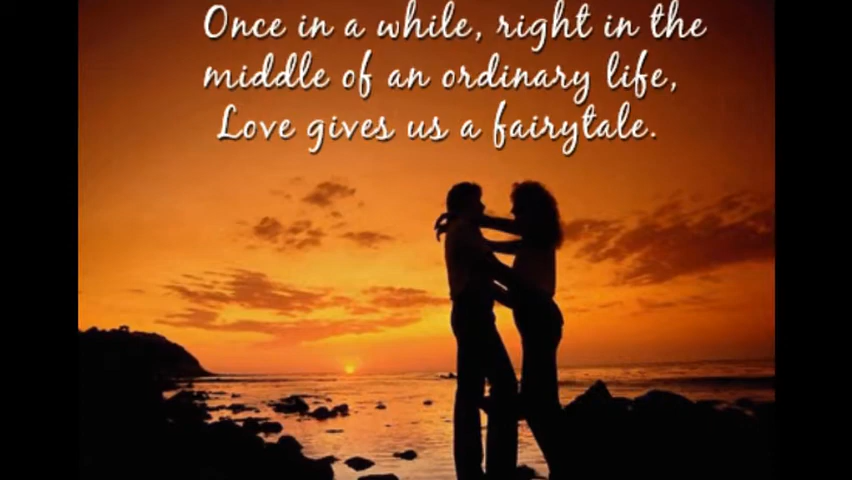 Once in a while, right in the
middle of an ordinary life,
Love gives us a fairytale.